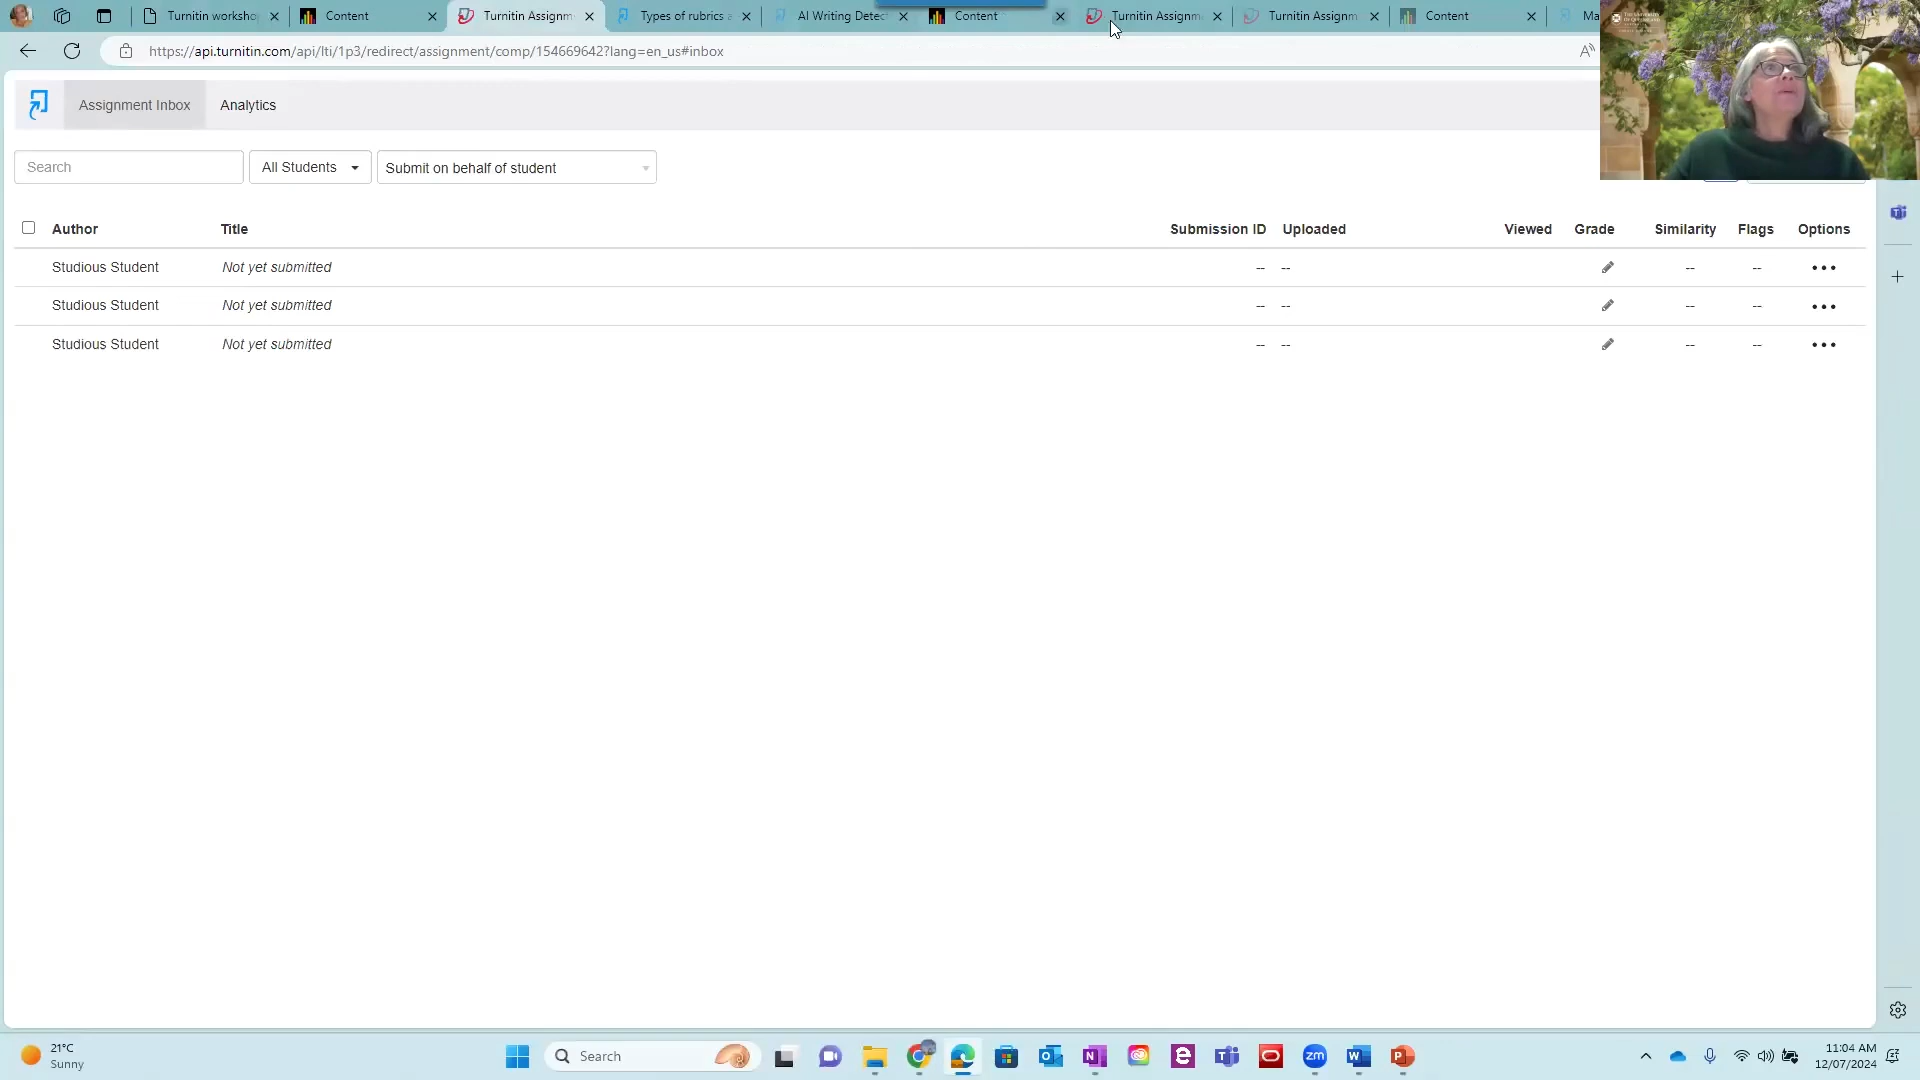 Turnitin worksho
Content
Turnitin Assignm
Types of rubrics a
AI Writing Detect
Content
Turnitin Assignm
Turnitin Assignm
Content
Ma
https://api.turnitin.com/api/lti/1p3/redirect/assignment/comp/154669642?lang=en_us#inbox
Assignment Inbox
Analytics
Search
All Students
Submit on behalf of student
Author Title Submission ID Uploaded Viewed Grade Similarity Flags Options
Studious Student Not yet submitted -- -- -- --
Studious Student Not yet submitted -- -- -- --
Studious Student Not yet submitted -- -- -- --
21°C
Sunny
Search
zm
11:04 AM
12/07/2024